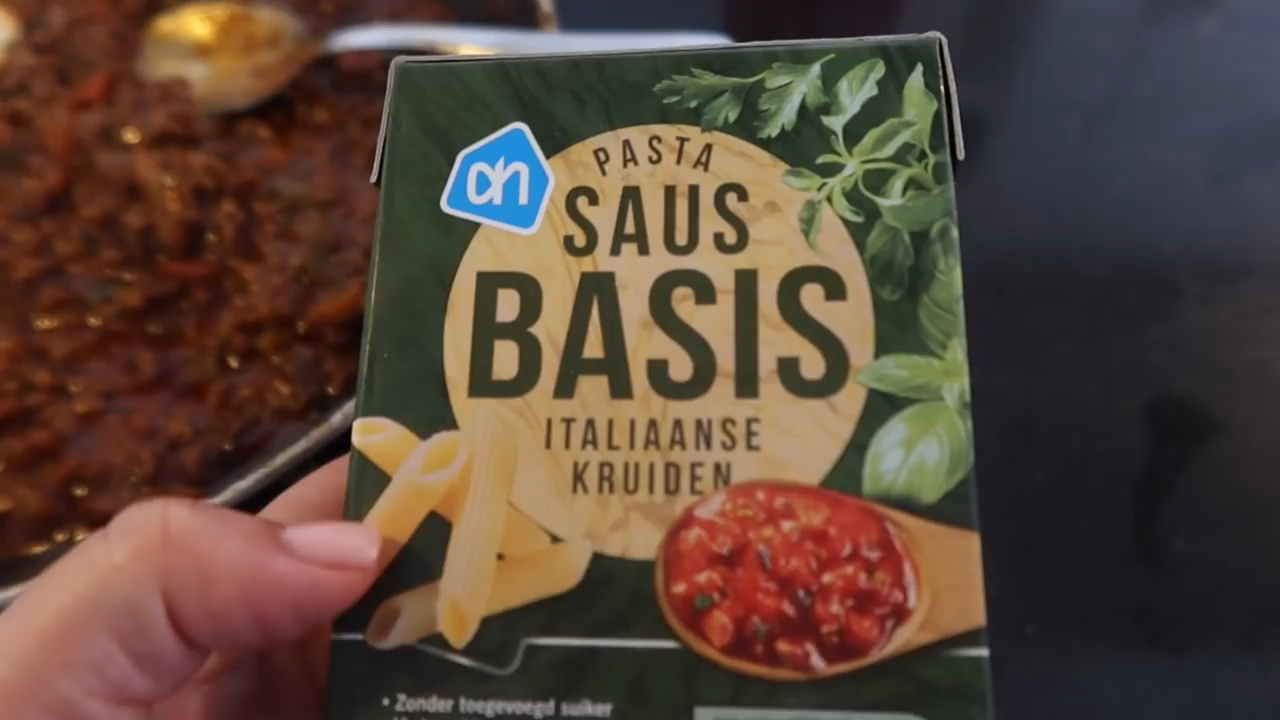 ah
PASTA
SAUS
BASIS
ITALIAANSE
KRUIDEN
• Zonder toegevoegd suiker